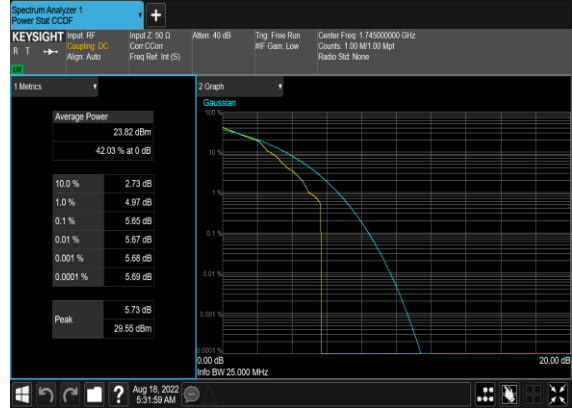 Spectrum Analyzer 1
Power Stat CCDF
+
KEYSIGHT
R T
LXI
Input: RF
Coupling: DC
Align: Auto
Input Z: 50 Ω
Corr CCorr
Freq Ref: Int (S)
Atten: 40 dB
Trig: Free Run
#IF Gain: Low
Center Freq: 1.745000000 GHz
Counts: 1.00 M/1.00 Mpt
Radio Std: None
1 Metrics
Average Power
23.82 dBm
42.03 % at 0 dB
10.0 % 2.73 dB
1.0 % 4.97 dB
0.1 % 5.65 dB
0.01 % 5.67 dB
0.001 % 5.68 dB
0.0001 % 5.69 dB
Peak
5.73 dB
29.55 dBm
2 Graph
Gaussian
100 %
10 %
1 %
0.1 %
0.01 %
0.001 %
0.0001 %
0.00 dB
20.00 dB
Info BW 25.000 MHz
?
Aug 18, 2022
5:31:59 AM